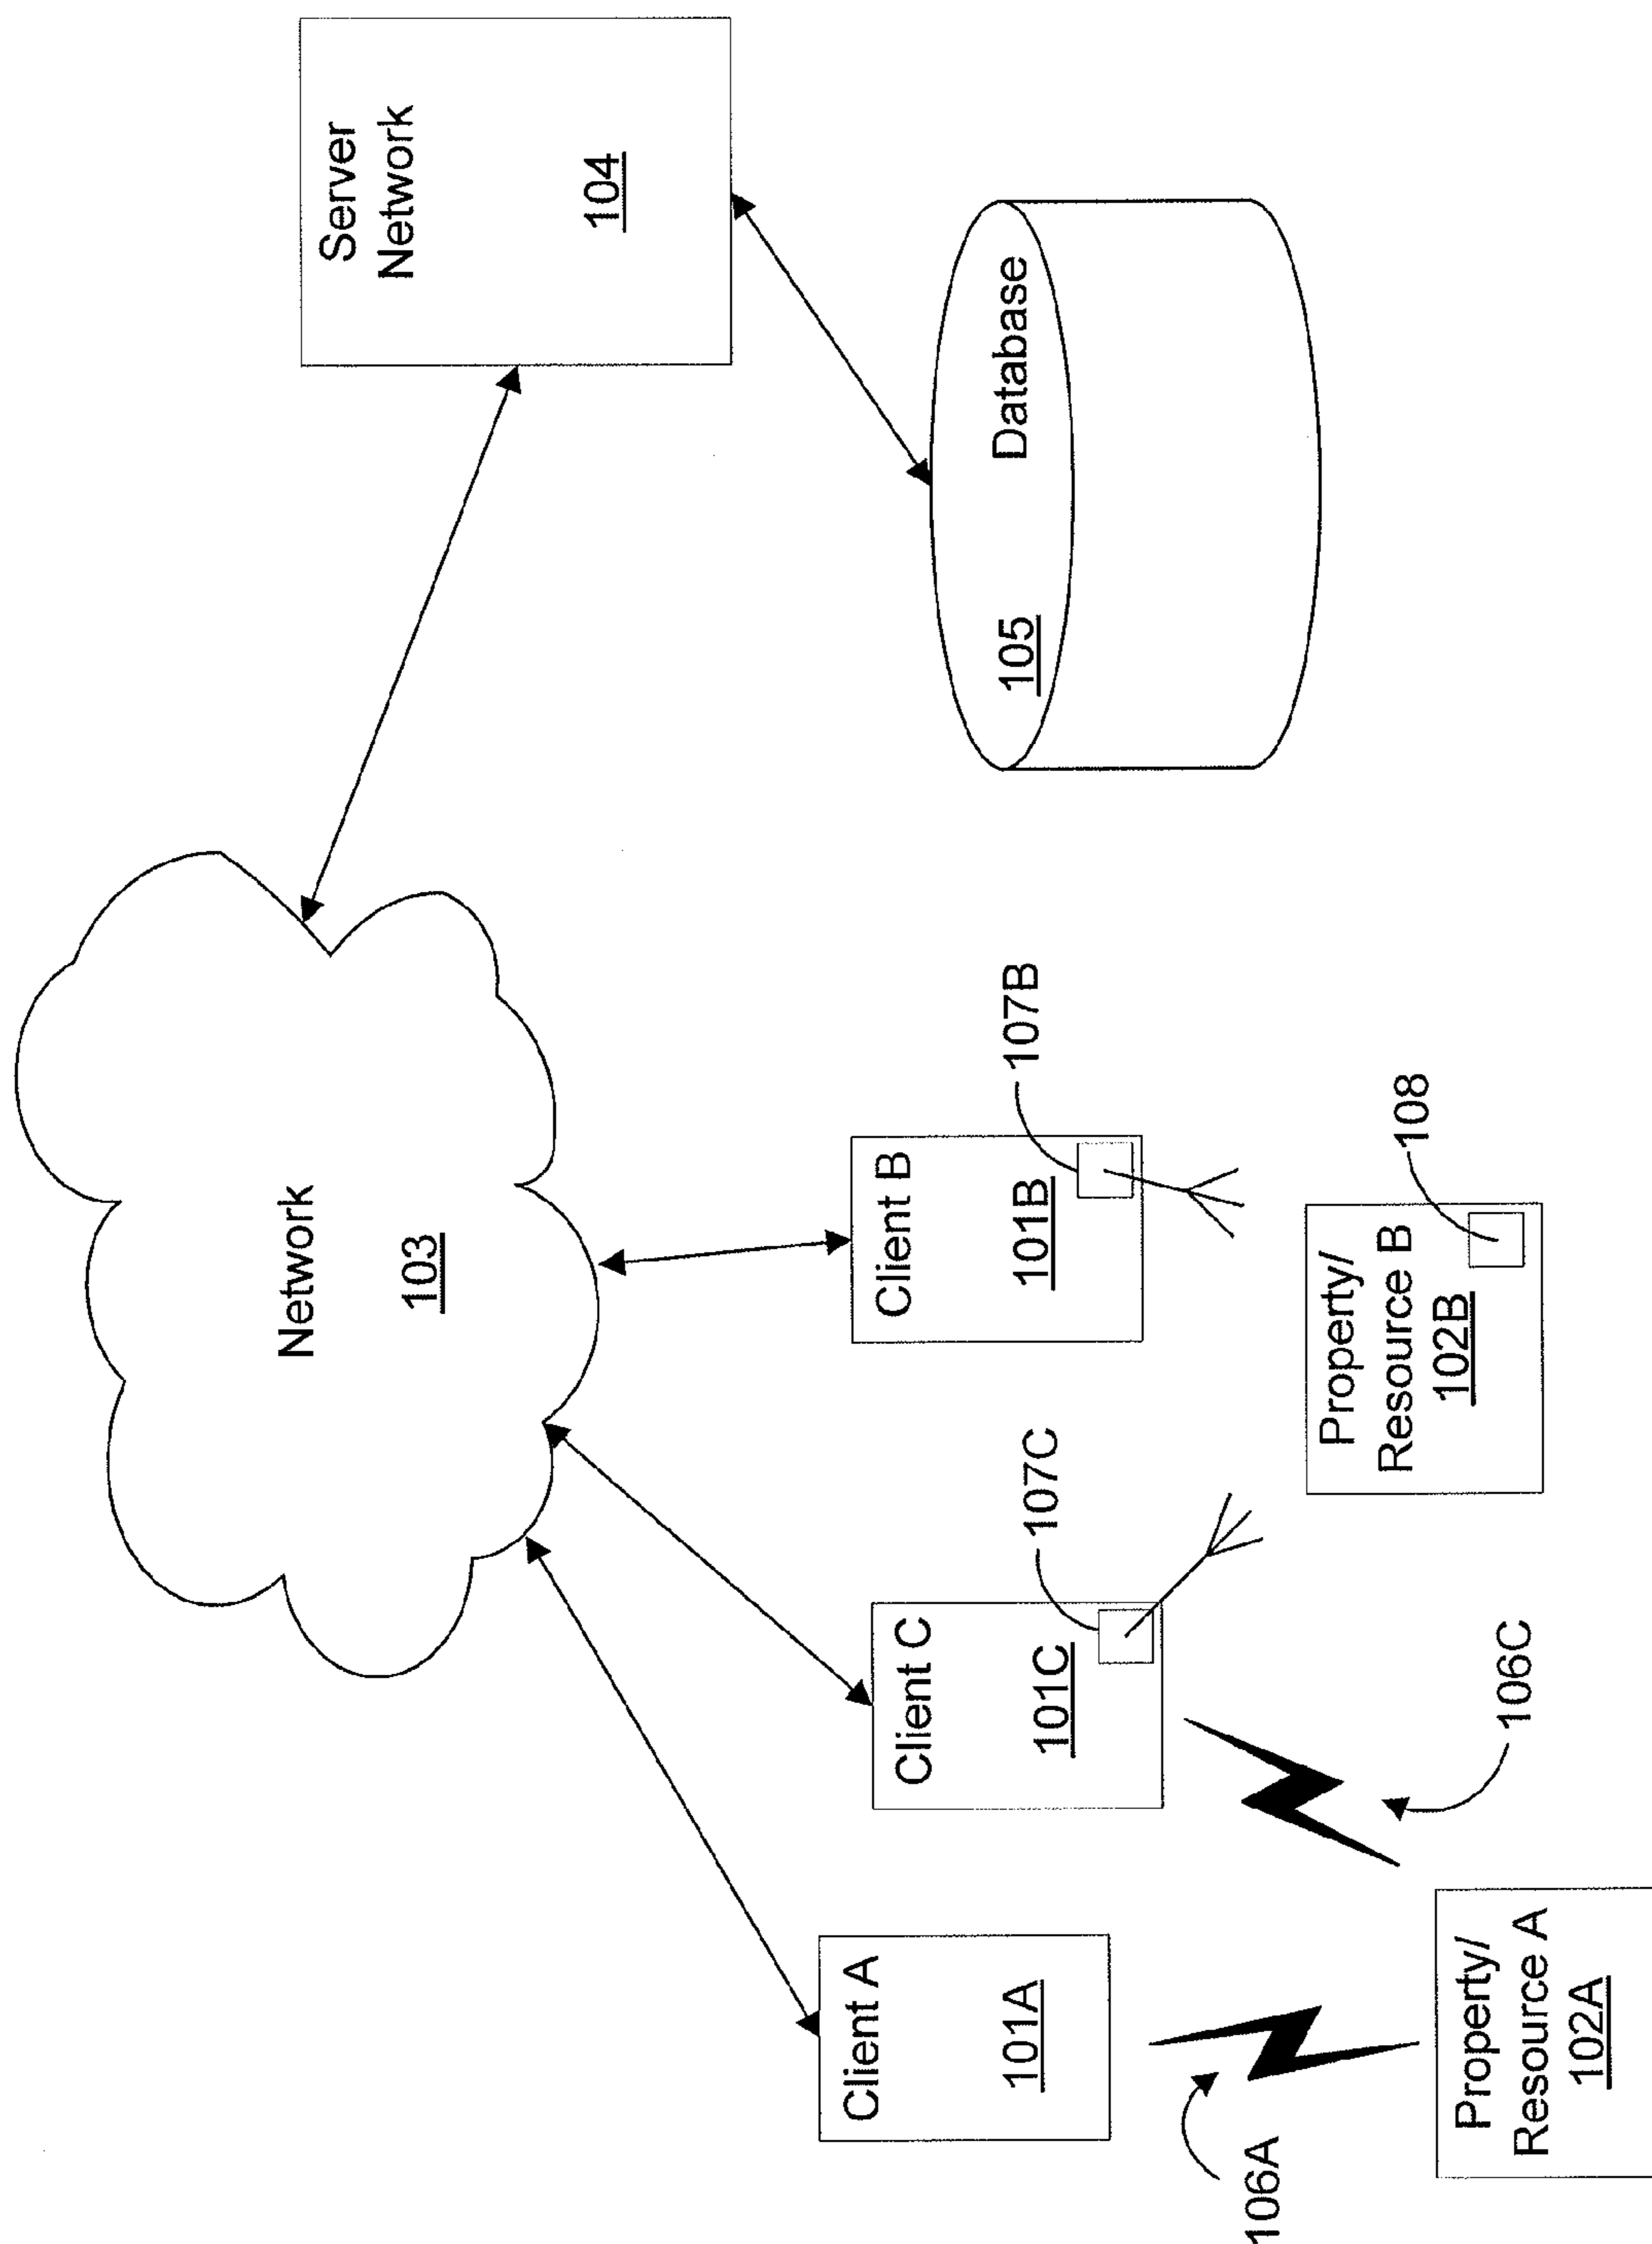 Server
Network
104
Network
103
Database
105
Client B
101B
107B
Client C
101C
107C
Client A
101A
Property/
Resource B
102B
108
106C
106A
Property/
Resource A
102A